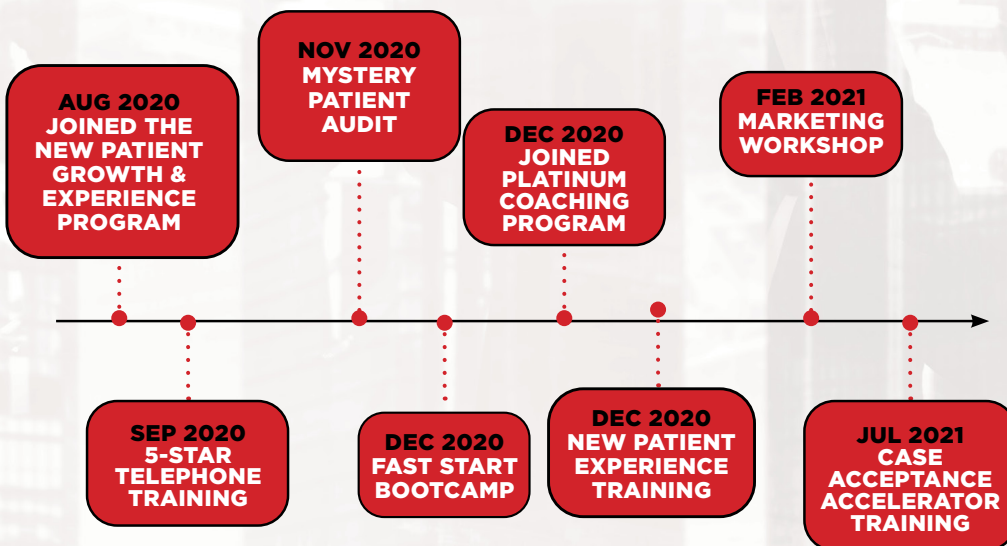 AUG 2020
JOINED THE
NEW PATIENT
GROWTH &
EXPERIENCE
PROGRAM
SEP 2020
5-STAR
TELEPHONE
TRAINING
NOV 2020
MYSTERY
PATIENT
AUDIT
DEC 2020
FAST START
BOOTCAMP
DEC 2020
JOINED
PLATINUM
COACHING
PROGRAM
DEC 2020
NEW PATIENT
EXPERIENCE
TRAINING
FEB 2021
MARKETING
WORKSHOP
JUL 2021
CASE
ACCEPTANCE
ACCELERATOR
TRAINING